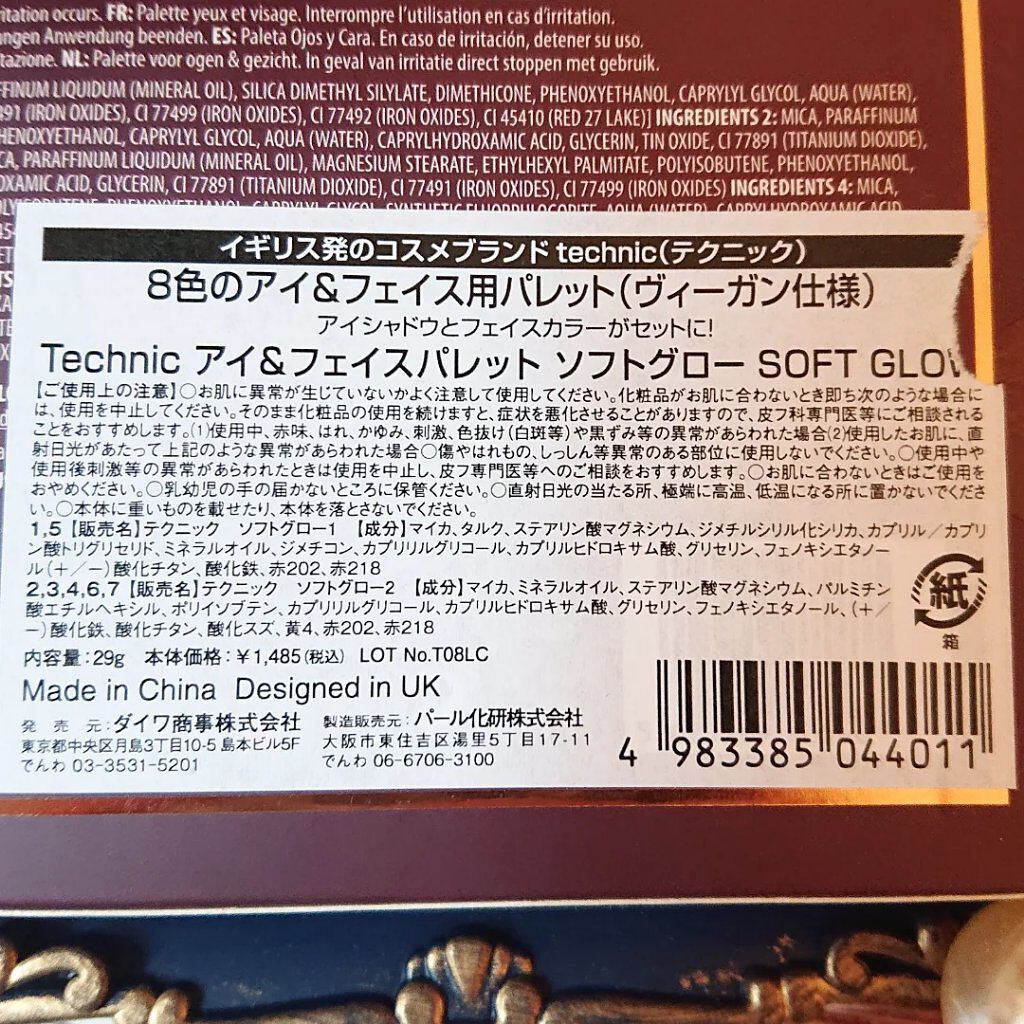 itation occurs. FR: Palette yeux et visage. Interrompre l'utilisation en cas d'irritation.
ngen Anwendung beenden. ES: Paleta Ojos y Cara. En caso de irritación, detener su uso.
tazione. NL: Palette voor ogen & gezicht. In geval van irritatie direct stoppen met gebruik.
FFINUM LIQUIDUM (MINERAL OIL), SILICA DIMETHYL SILYLATE, DIMETHICONE, PHENOXYETHANOL, CAPRYLYL GLYCOL, AQUA (WATER),
491 (IRON OXIDES), CI 77499 (IRON OXIDES), CI 77492 (IRON OXIDES), CI 45410 (RED 27 LAKE)] INGREDIENTS 2: MICA, PARAFFINUM
HENOXYETHANOL, CAPRYLYL GLYCOL, AQUA (WATER), CAPRYLHYDROXAMIC ACID, GLYCERIN, TIN OXIDE, CI 77891 (TITANIUM DIOXIDE),
CA, PARAFFINUM LIQUIDUM (MINERAL OIL), MAGNESIUM STEARATE, ETHYLHEXYL PALMITATE, POLYISOBUTENE, PHENOXYETHANOL,
OXAMIC ACID, GLYCERIN, CI 77891 (TITANIUM DIOXIDE), CI 77491 (IRON OXIDES), CI 77499 (IRON OXIDES) INGREDIENTS 4: MICA,
POLYISOBUTENE, PHENOXYETHANOL, CAPRYLYL GLYCOL, SYNTHETIC FLUORPHLOGOPITE, AQUA (WATER), CAPRYLHYDROXAMIC ACID
イギリス発のコスメブランド technic(テクニック)
8色のアイ&フェイス用パレット(ヴィーガン仕様)
アイシャドウとフェイスカラーがセットに!
Technic アイ&フェイスパレット ソフトグロー SOFT GLOW
【ご使用上の注意】○お肌に異常が生じていないかよく注意して使用してください。化粧品がお肌に合わないとき即ち次のような場合に
は、使用を中止してください。そのまま化粧品の使用を続けますと、症状を悪化させることがありますので、皮フ科専門医等にご相談される
ことをおすすめします。(1)使用中、赤味、はれ、かゆみ、刺激、色抜け(白斑等)や黒ずみ等の異常があらわれた場合(2)使用したお肌に、直
射日光があたって上記のような異常があらわれた場合○傷やはれもの、しっしん等異常のある部位に使用しないでください。○使用中や
使用後刺激等の異常があらわれたときは使用を中止し、皮フ専門医等へのご相談をおすすめします。○お肌に合わないときはご使用を
おやめください。○乳幼児の手の届かないところに保管ください。○直射日光の当たる所、極端に高温、低温になる所に置かないでくださ
い。○本体に重いものを載せたり、本体を落とさないでください。
1,5【販売名】テクニック ソフトグロー1 【成分】マイカ、タルク、ステアリン酸マグネシウム、ジメチルシリル化シリカ、カプリル/カプリ
ン酸トリグリセリド、ミネラルオイル、ジメチコン、カプリリルグリコール、カプリルヒドロキサム酸、グリセリン、フェノキシエタノー
ル(+/-)酸化チタン、酸化鉄、赤202、赤218
2,3,4,6,7【販売名】テクニック ソフトグロー2 【成分】マイカ、ミネラルオイル、ステアリン酸マグネシウム、パルミチン
酸エチルヘキシル、ポリイソブテン、カプリリルグリコール、カプリルヒドロキサム酸、グリセリン、フェノキシエタノール、(+/
-)酸化鉄、酸化チタン、酸化スズ、黄4、赤202、赤218
紙
箱
内容量:29g 本体価格:¥1,485(税込) LOT No.T08LC
Made in China Designed in UK
発売元:ダイワ商事株式会社 製造販売元:パール化研株式会社
東京都中央区月島3丁目10-5 島本ビル5F 大阪市東住吉区湯里5丁目17-11
でんわ 03-3531-5201 でんわ 06-6706-3100
4 983385 044011